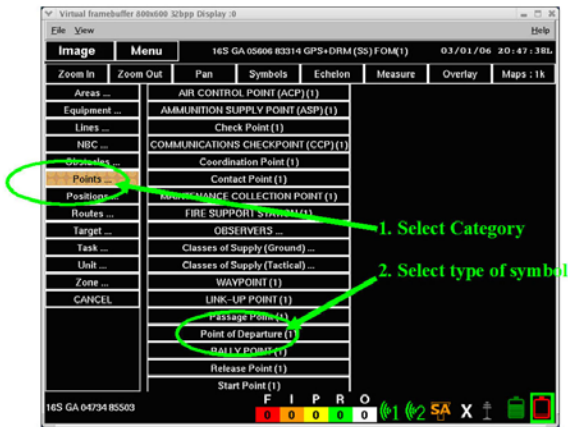 Virtual framebuffer 800x600 32bpp Display :0
File View Help
Image Menu 16S GA 05606 83314 GPS+DRM (SS) FOM(1) 03/01/06 20:47:38L
Zoom In Zoom Out Pan Symbols Echelon Measure Overlay Maps : 1k
Areas ... AIR CONTROL POINT (ACP) (1)
Equipment ... AMMUNITION SUPPLY POINT (ASP) (1)
Lines ... Check Point (1)
NBC ... COMMUNICATIONS CHECKPOINT (CCP) (1)
Obstacles ... Coordination Point (1)
Points ... Contact Point (1)
Positions ... MAINTENANCE COLLECTION POINT (1)
Routes ... FIRE SUPPORT STATION (1)
Target ... OBSERVERS ... 1. Select Category
Task ... Classes of Supply (Ground) ...
Unit ... Classes of Supply (Tactical) ... 2. Select type of symbol
Zone ... WAYPOINT (1)
CANCEL LINK-UP POINT (1)
Passage Point (1)
Point of Departure (1)
RALLY POINT (1)
Release Point (1)
Start Point (1)
F I P R O
16S GA 04734 85503 0 0 0 0 0 1 2 SA X